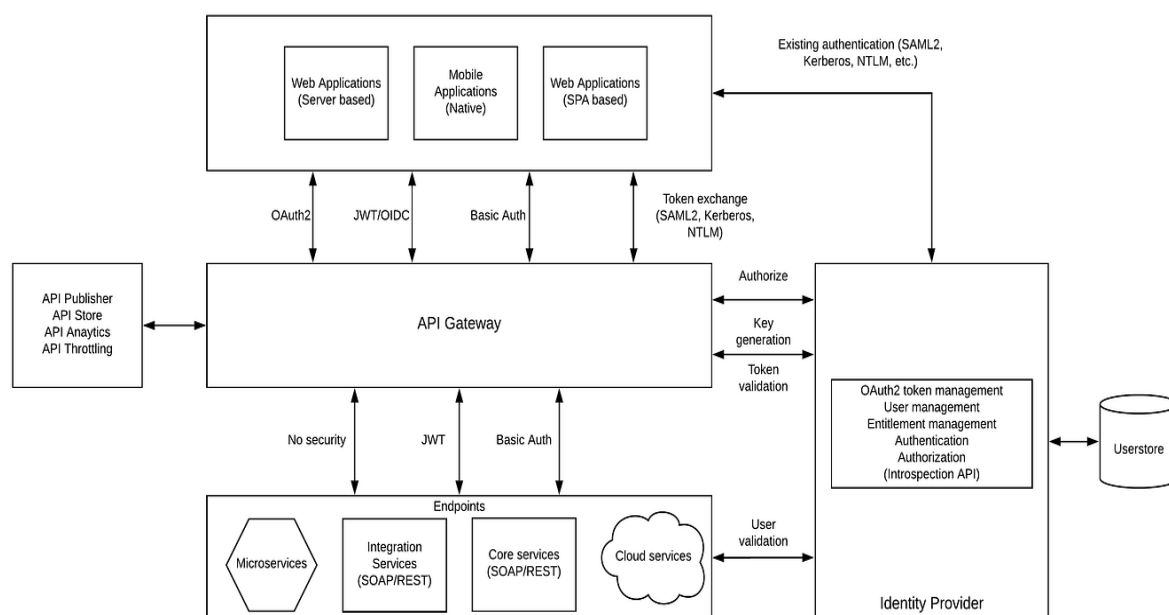 Existing authentication (SAML2,
Kerberos, NTLM, etc.)
Web Applications
(Server based)
Mobile
Applications
(Native)
Web Applications
(SPA based)
OAuth2
JWT/OIDC
Basic Auth
Token exchange
(SAML2, Kerberos,
NTLM)
API Publisher
API Store
API Anaytics
API Throttling
API Gateway
Authorize
Key
generation
Token
validation
OAuth2 token management
User management
Entitlement management
Authentication
Authorization
(Introspection API)
Userstore
No security
JWT
Basic Auth
Endpoints
Microservices
Integration
Services
(SOAP/REST)
Core services
(SOAP/REST)
Cloud services
User
validation
Identity Provider